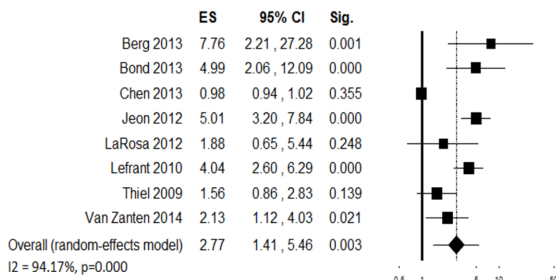 ES 95% CI Sig.
Berg 2013 7.76 2.21 , 27.28 0.001
Bond 2013 4.99 2.06 , 12.09 0.000
Chen 2013 0.98 0.94 , 1.02 0.355
Jeon 2012 5.01 3.20 , 7.84 0.000
LaRosa 2012 1.88 0.65 , 5.44 0.248
Lefrant 2010 4.04 2.60 , 6.29 0.000
Thiel 2009 1.56 0.86 , 2.83 0.139
Van Zanten 2014 2.13 1.12 , 4.03 0.021
Overall (random-effects model) 2.77 1.41 , 5.46 0.003
I2 = 94.17%, p=0.000